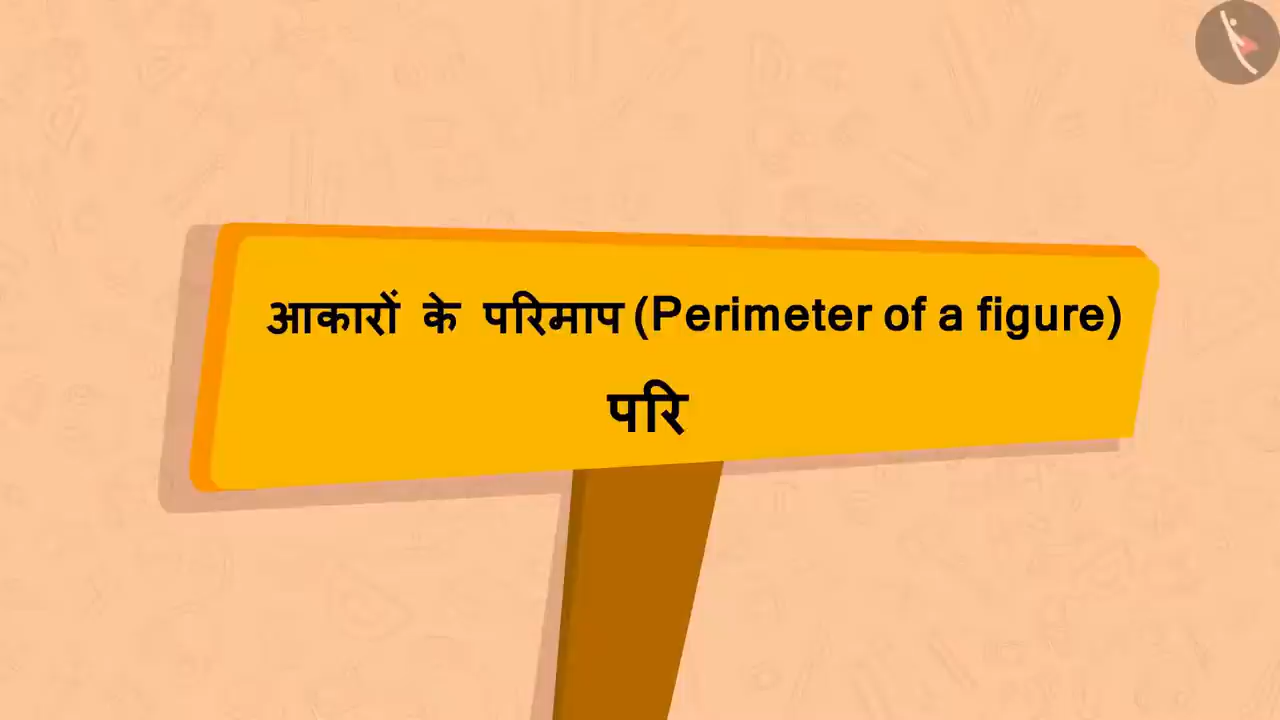 आकारों के परिमाप (Perimeter of a figure)
परि